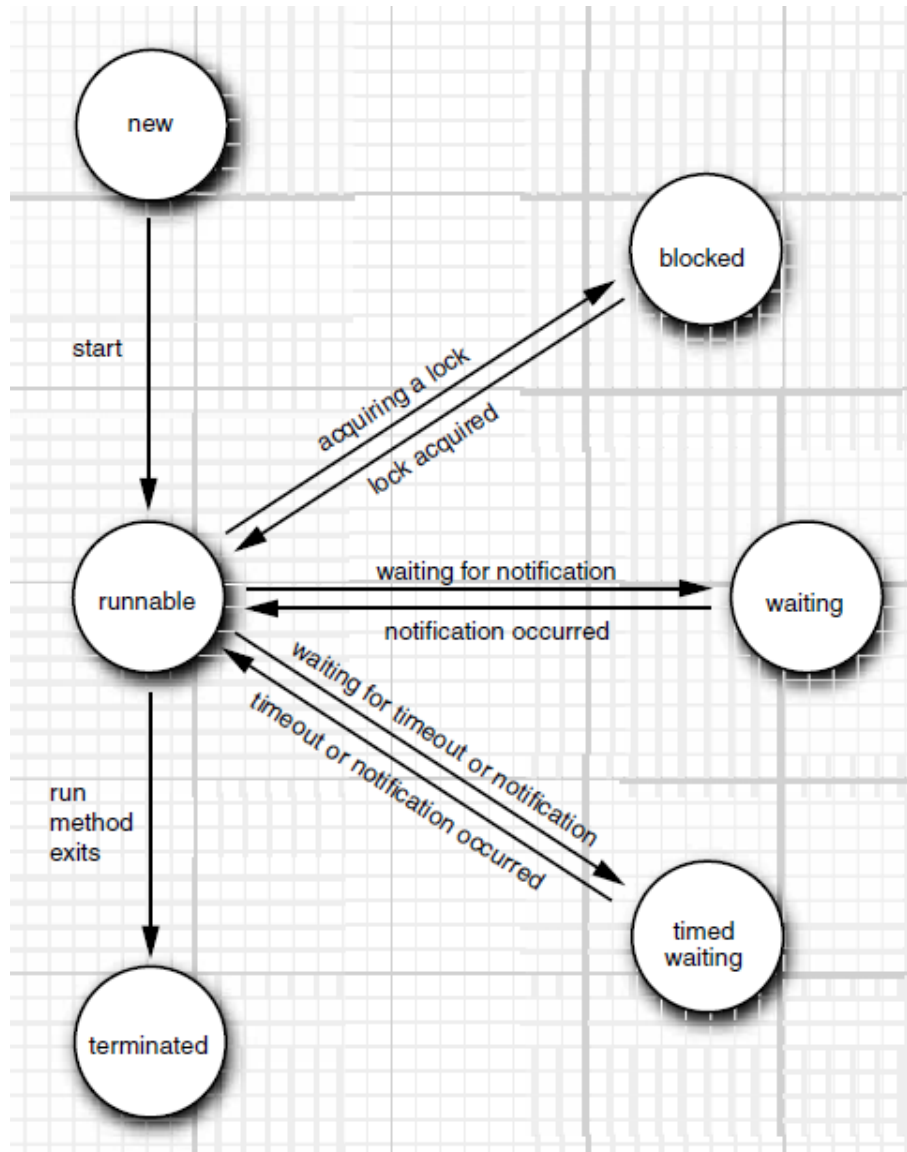 new
blocked
start
acquiring a lock
lock acquired
runnable
waiting for notification
notification occurred
waiting
waiting for timeout or notification
timeout or notification occurred
run
method
exits
timed
waiting
terminated